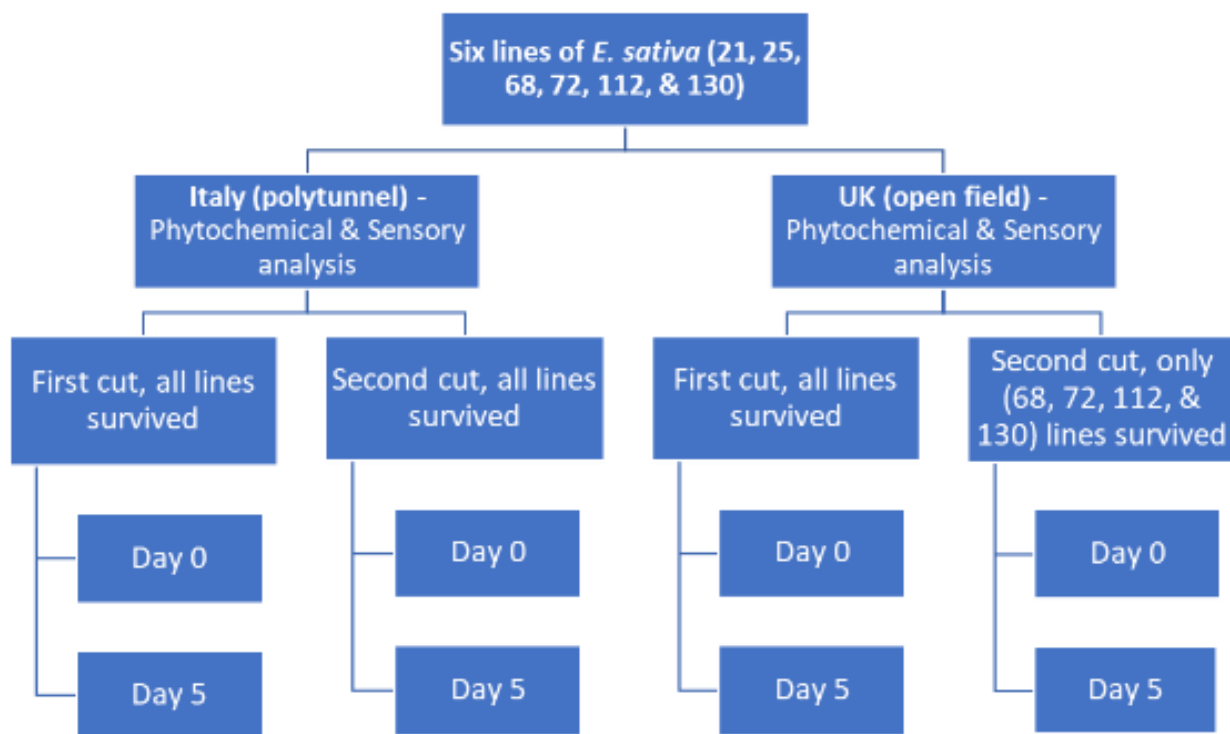 Six lines of E. sativa (21, 25,
68, 72, 112, & 130)
Italy (polytunnel) -
Phytochemical & Sensory
analysis
UK (open field) -
Phytochemical & Sensory
analysis
First cut, all lines
survived
Second cut, all lines
survived
First cut, all lines
survived
Second cut, only
(68, 72, 112, &
130) lines survived
Day 0
Day 0
Day 0
Day 0
Day 5
Day 5
Day 5
Day 5